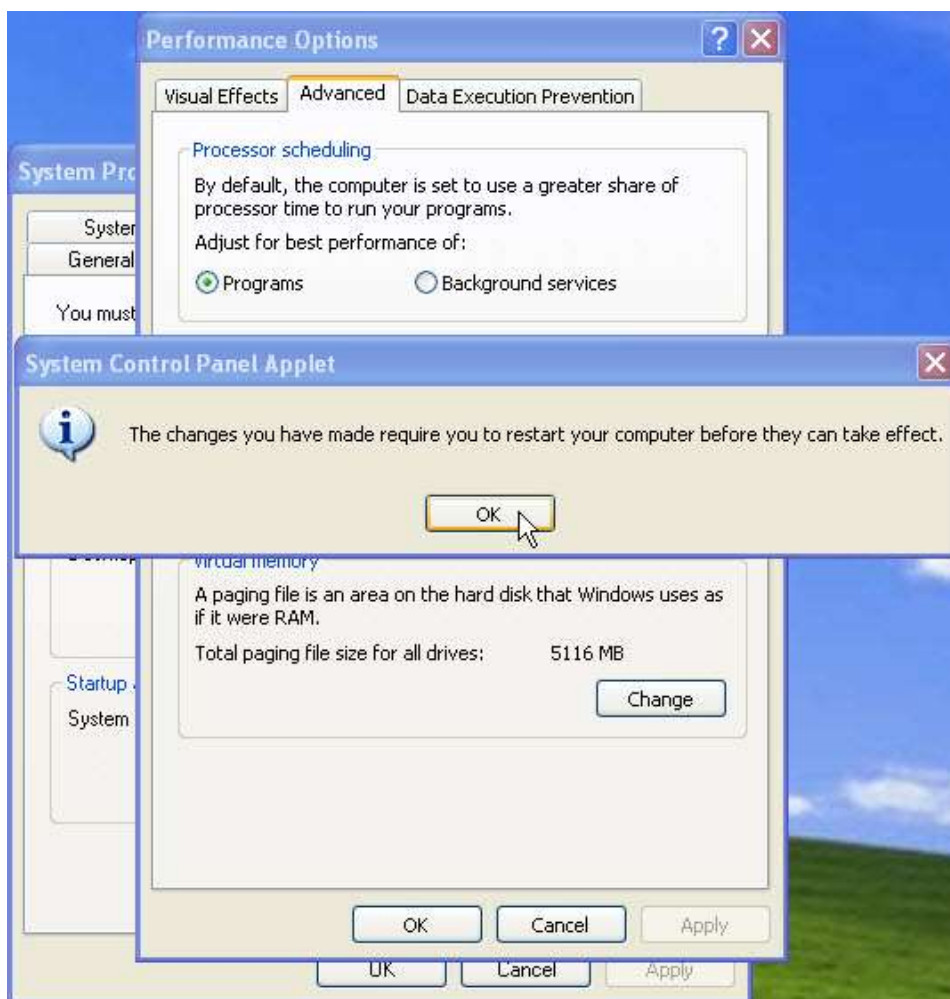 Performance Options
Visual Effects
Advanced
Data Execution Prevention
Processor scheduling
By default, the computer is set to use a greater share of
processor time to run your programs.
Adjust for best performance of:
Programs
Background services
System
General
You must
System Control Panel Applet
The changes you have made require you to restart your computer before they can take effect.
OK
Virtual memory
A paging file is an area on the hard disk that Windows uses as
if it were RAM.
Total paging file size for all drives: 5116 MB
Change
Startup
System
OK
Cancel
Apply
OK
Cancel
Apply